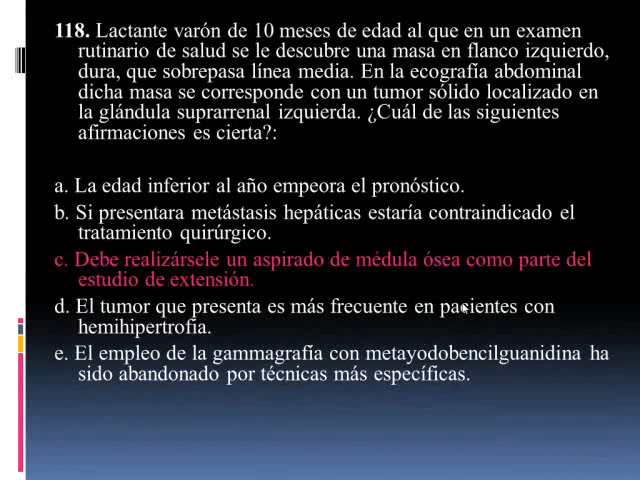 118. Lactante varón de 10 meses de edad al que en un examen
rutinario de salud se le descubre una masa en flanco izquierdo,
dura, que sobrepasa línea media. En la ecografía abdominal
dicha masa se corresponde con un tumor sólido localizado en
la glándula suprarrenal izquierda. ¿Cuál de las siguientes
afirmaciones es cierta?:
a. La edad inferior al año empeora el pronóstico.
b. Si presentara metástasis hepáticas estaría contraindicado el
tratamiento quirúrgico.
c. Debe realizársele un aspirado de médula ósea como parte del
estudio de extensión.
d. El tumor que presenta es más frecuente en pacientes con
hemihipertrofia.
e. El empleo de la gammagrafía con metayodobencilguanidina ha
sido abandonado por técnicas más específicas.